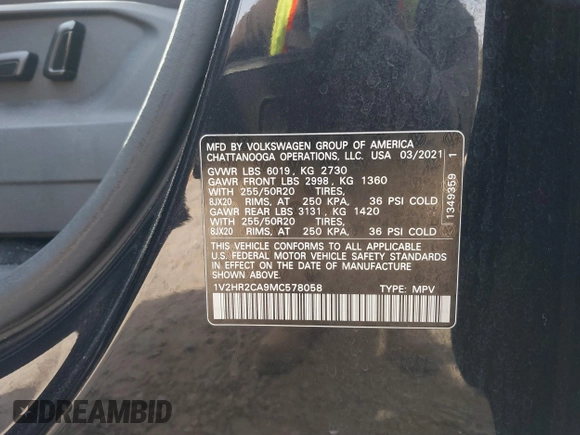 MFD BY VOLKSWAGEN GROUP OF AMERICA
CHATTANOOGA OPERATIONS, LLC. USA 03/2021
GVWR LBS 6019, KG 2730
GAWR FRONT LBS 2998, KG 1360
WITH 255/50R20 TIRES,
8JX20 RIMS, AT 250 KPA, 36 PSI COLD
GAWR REAR LBS 3131, KG 1420
WITH 255/50R20 TIRES,
8JX20 RIMS, AT 250 KPA, 36 PSI COLD
THIS VEHICLE CONFORMS TO ALL APPLICABLE
U.S. FEDERAL MOTOR VEHICLE SAFETY STANDARDS
IN EFFECT ON THE DATE OF MANUFACTURE
SHOWN ABOVE.
1V2HR2CA9MC578058 TYPE: MPV
1349359 1
DREAMBID